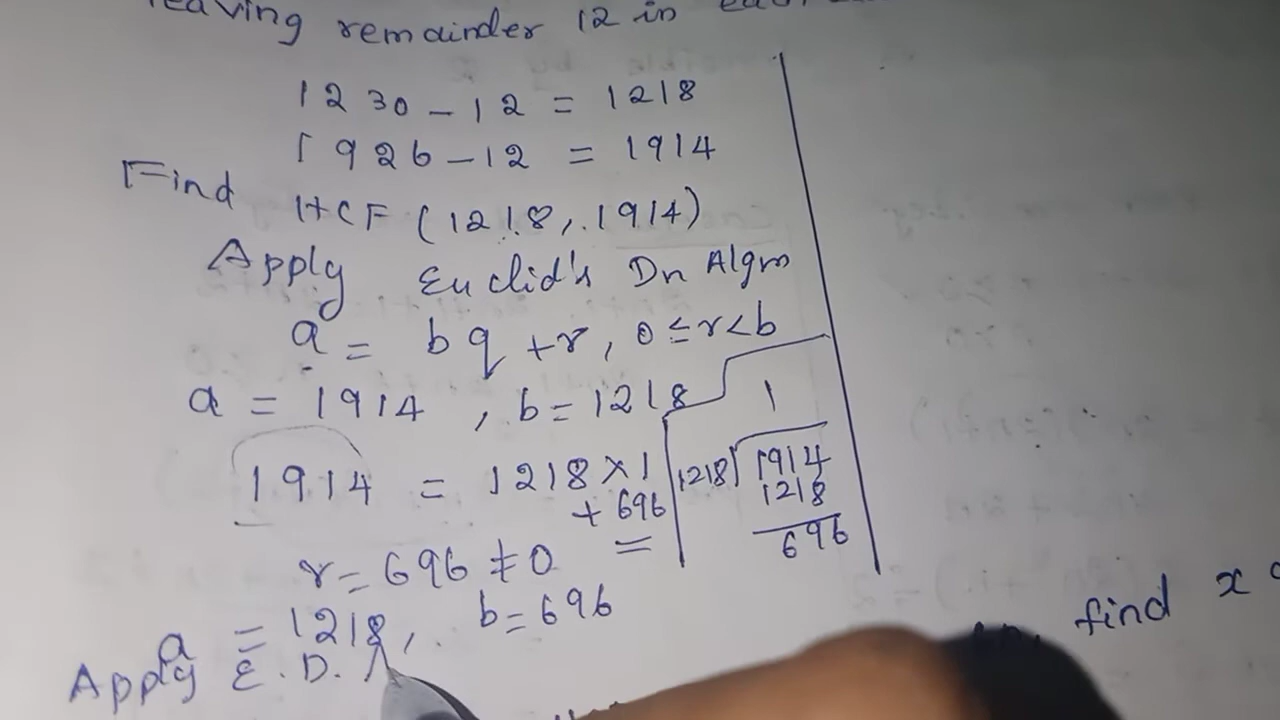 leaving remainder 12 in
1230 - 12 = 1218
1926 - 12 = 1914
Find HCF (1218, 1914)
Apply Euclid's Dn Algm
a = bq + r, 0 ≤ r < b
a = 1914, b = 1218
1
1914 = 1218 × 1
1218) 1914
1218
+ 696
696
r = 696 ≠ 0
a = 1218, b = 696
find x
Apply E. D. A